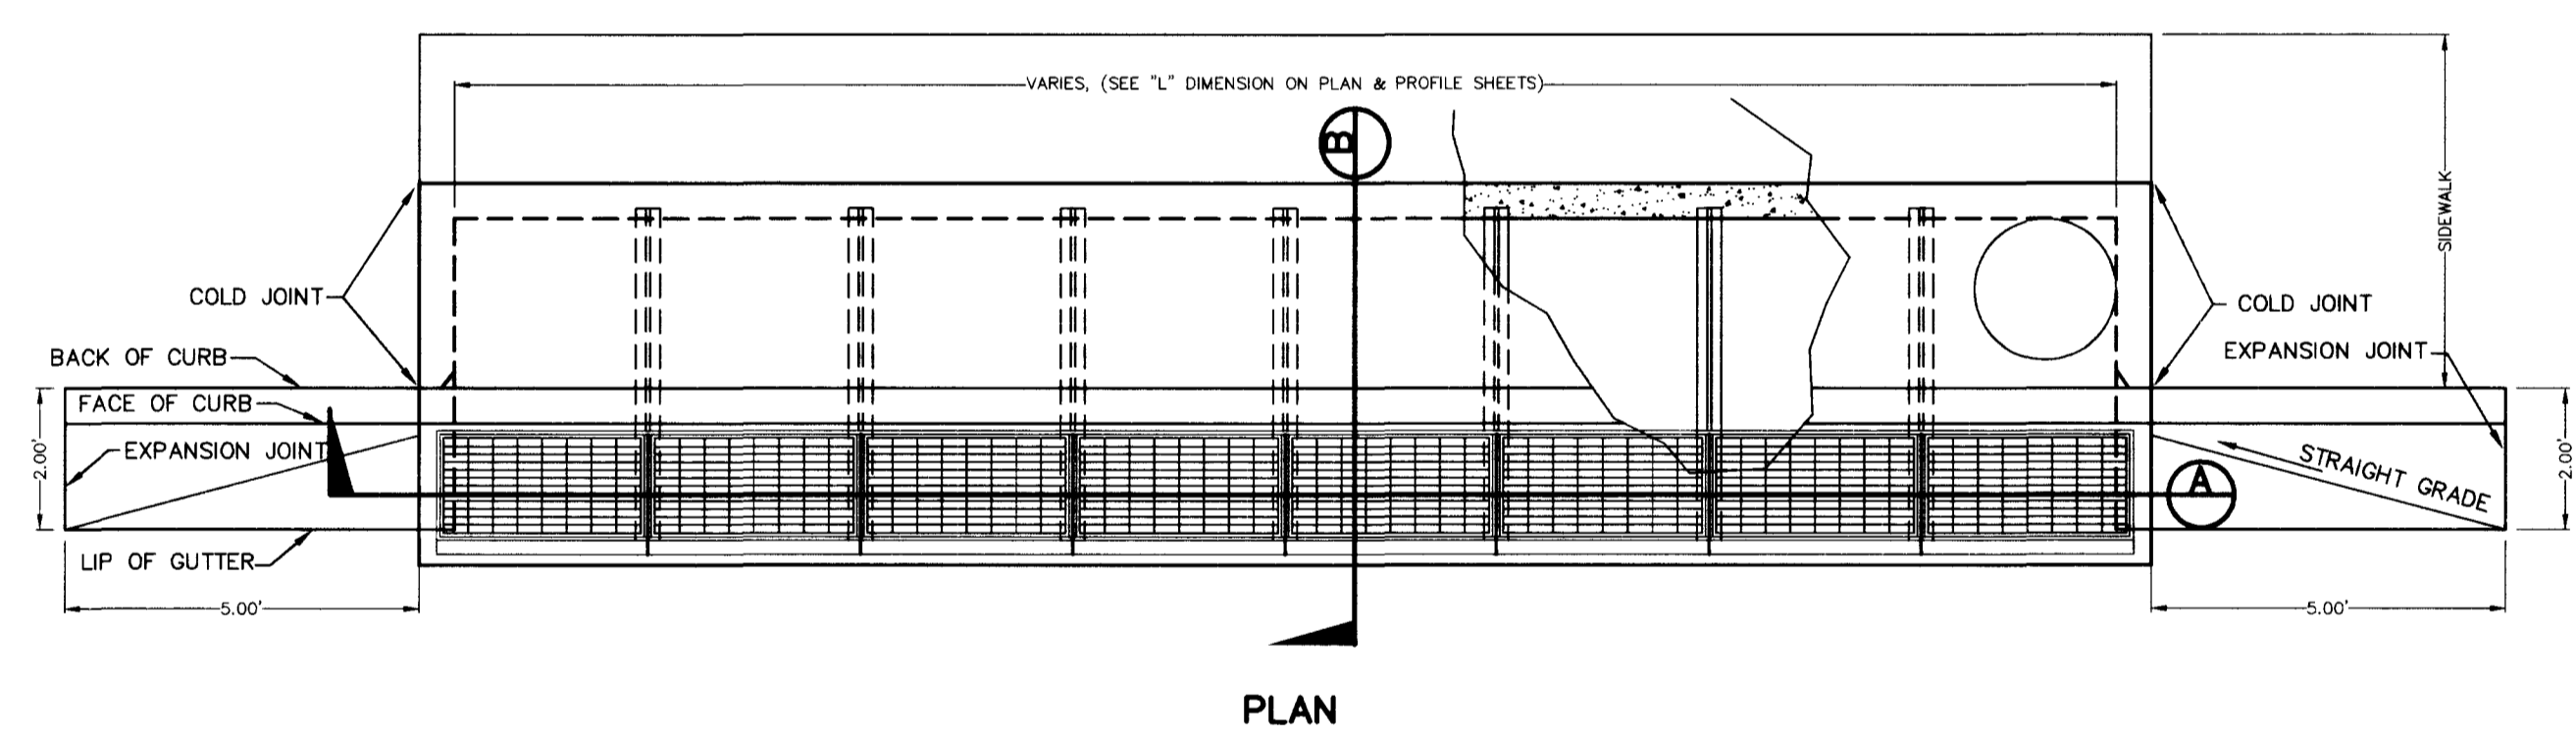 VARIES, (SEE "L" DIMENSION ON PLAN & PROFILE SHEETS)
B
SIDEWALK
COLD JOINT
COLD JOINT
BACK OF CURB
EXPANSION JOINT
FACE OF CURB
2.00'
EXPANSION JOINT
STRAIGHT GRADE
2.00'
A
LIP OF GUTTER
5.00'
5.00'
PLAN